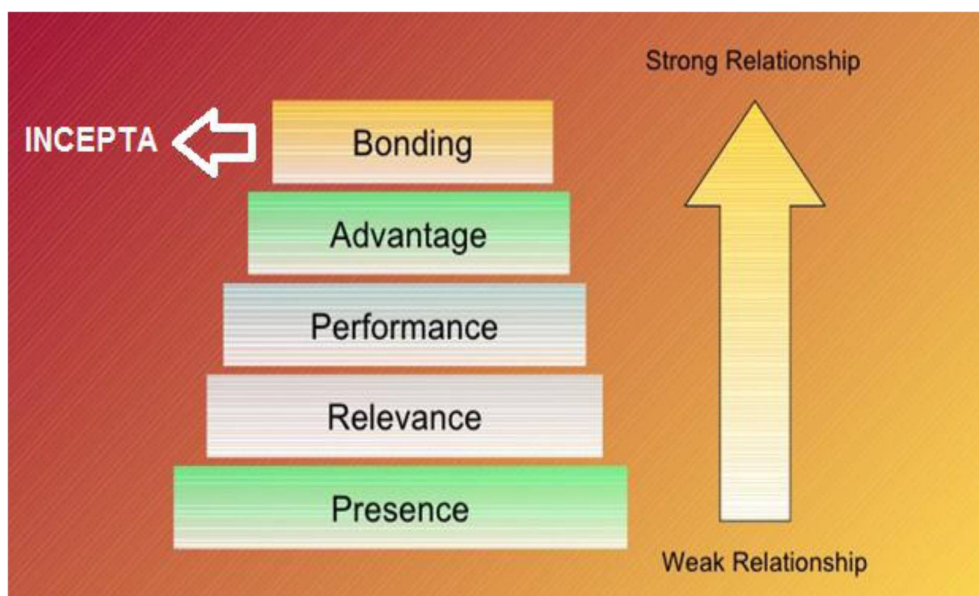 Strong Relationship
INCEPTA
Bonding
Advantage
Performance
Relevance
Presence
Weak Relationship